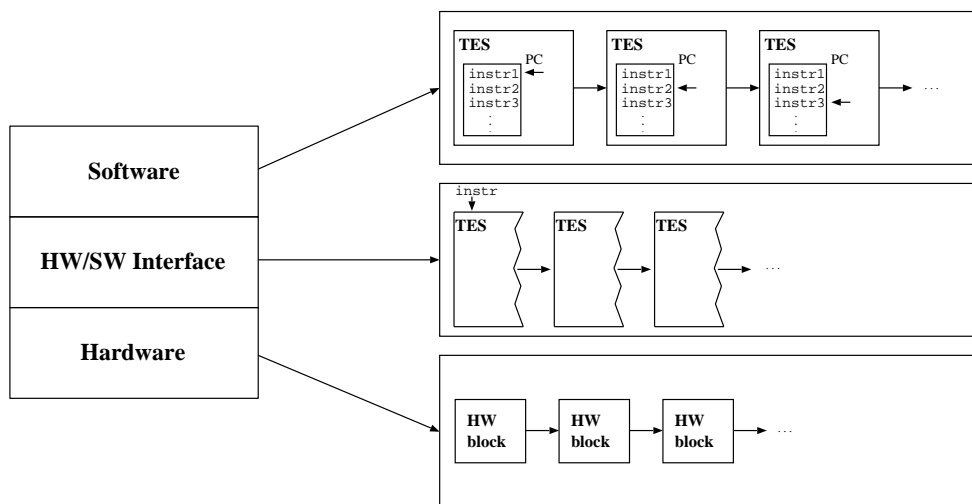 Software
HW/SW Interface
Hardware
TES
PC
instr1
instr2
instr3
TES
PC
instr1
instr2
instr3
TES
PC
instr1
instr2
instr3
...
instr
TES
TES
TES
...
HW
block
HW
block
HW
block
...